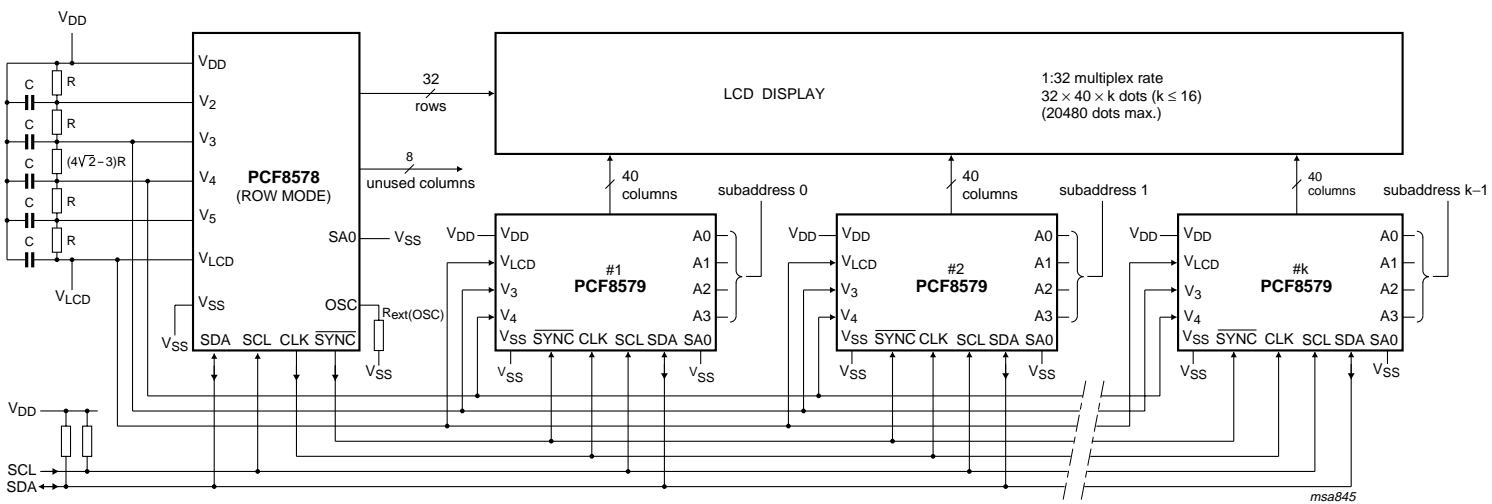 VDD
C
R
C
R
C
(4√2−3)R
C
R
C
R
VLCD
VDD
V2
V3
V4
V5
VLCD
VSS
VSS
PCF8578
(ROW MODE)
SA0
VSS
OSC
Rext(OSC)
VSS
SDA SCL CLK SYNC
32
rows
8
unused columns
LCD DISPLAY
1:32 multiplex rate
32 × 40 × k dots (k ≤ 16)
(20480 dots max.)
40
columns
subaddress 0
40
columns
subaddress 1
40
columns
subaddress k−1
VDD
VDD
VLCD
V3
V4
VSS
#1
PCF8579
A0
A1
A2
A3
SYNC CLK SCL SDA SA0
VSS
VSS
VDD
VDD
VLCD
V3
V4
VSS
#2
PCF8579
A0
A1
A2
A3
SYNC CLK SCL SDA SA0
VSS
VSS
VDD
VDD
VLCD
V3
V4
VSS
#k
PCF8579
A0
A1
A2
A3
SYNC CLK SCL SDA SA0
VSS
VSS
VDD
SCL
SDA
msa845